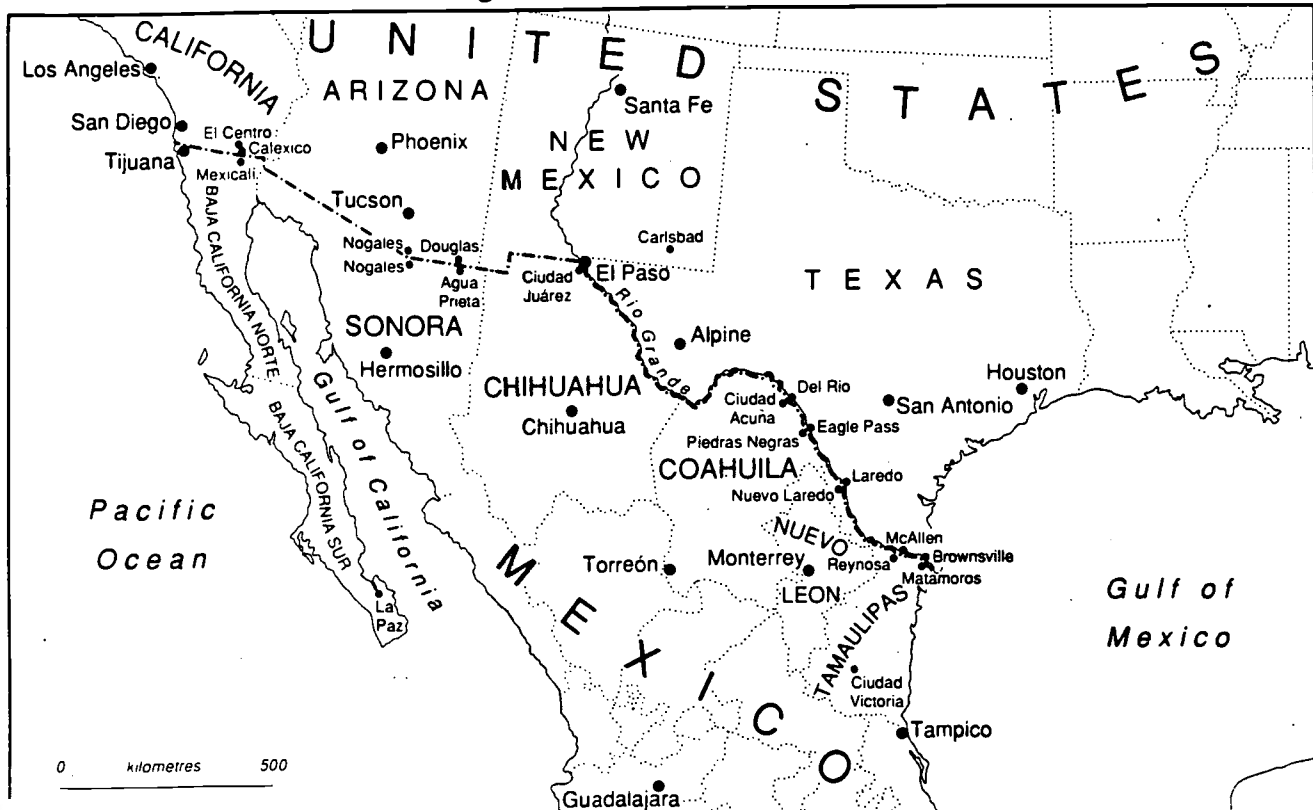 UNITED STATES
CALIFORNIA
Los Angeles
ARIZONA
Santa Fe
San Diego
El Centro
Calexico
Phoenix
NEW
MEXICO
Tijuana
Mexicali
Tucson
BAJA CALIFORNIA NORTE
Nogales
Nogales
Douglas
Agua
Prieta
Carlsbad
El Paso
Ciudad
Juárez
TEXAS
Rio Grande
SONORA
Hermosillo
Alpine
Gulf of California
CHIHUAHUA
Chihuahua
Del Rio
Ciudad
Acuña
San Antonio
Houston
Eagle Pass
Piedras Negras
BAJA CALIFORNIA SUR
COAHUILA
Laredo
Nuevo Laredo
Pacific
Ocean
NUEVO
LEON
McAllen
Brownsville
Reynosa
Matamoros
MEXICO
Torreón
Monterrey
La
Paz
Gulf of
Mexico
TAMAULIPAS
Ciudad
Victoria
Tampico
0 kilometres 500
Guadalajara